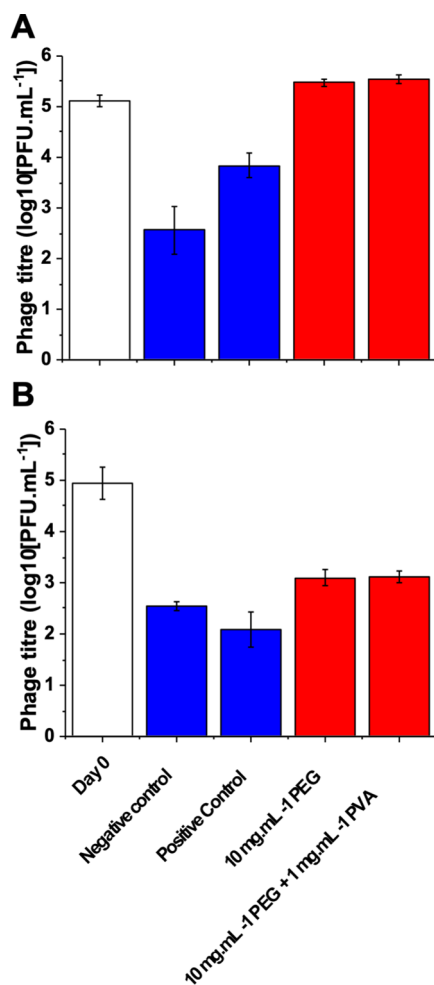 A
Phage titre (log10[PFU.mL-1])
6
5
4
3
2
1
0
B
Phage titre (log10[PFU.mL-1])
6
5
4
3
2
1
0
Day 0
Negative control
Positive Control
10 mg.mL -1 PEG
10 mg.mL -1 PEG + 1 mg.mL -1 PVA